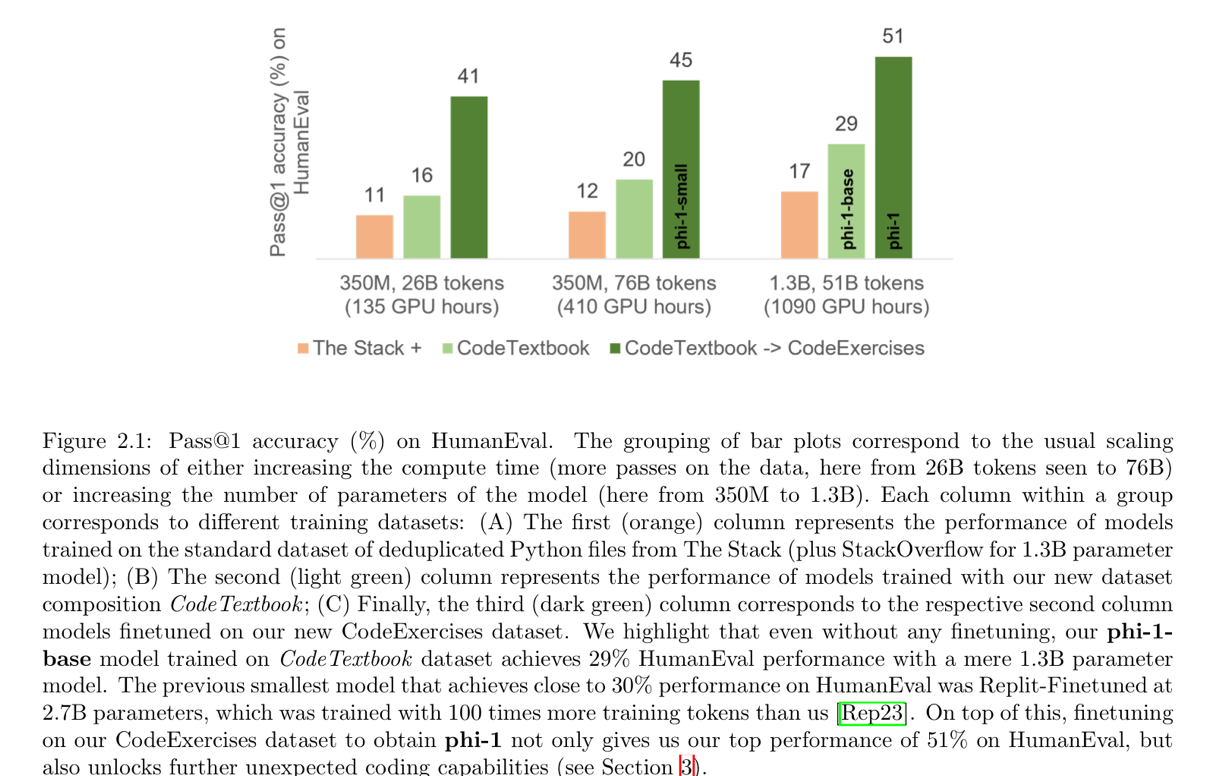 Pass@1 accuracy (%) on
HumanEval
11
16
41
12
20
45
phi-1-small
17
29
phi-1-base
51
phi-1
350M, 26B tokens
(135 GPU hours)
350M, 76B tokens
(410 GPU hours)
1.3B, 51B tokens
(1090 GPU hours)
The Stack +
CodeTextbook
CodeTextbook -> CodeExercises
Figure 2.1: Pass@1 accuracy (%) on HumanEval. The grouping of bar plots correspond to the usual scaling
dimensions of either increasing the compute time (more passes on the data, here from 26B tokens seen to 76B)
or increasing the number of parameters of the model (here from 350M to 1.3B). Each column within a group
corresponds to different training datasets: (A) The first (orange) column represents the performance of models
trained on the standard dataset of deduplicated Python files from The Stack (plus StackOverflow for 1.3B parameter
model); (B) The second (light green) column represents the performance of models trained with our new dataset
composition CodeTextbook; (C) Finally, the third (dark green) column corresponds to the respective second column
models finetuned on our new CodeExercises dataset. We highlight that even without any finetuning, our phi-1-
base model trained on CodeTextbook dataset achieves 29% HumanEval performance with a mere 1.3B parameter
model. The previous smallest model that achieves close to 30% performance on HumanEval was Replit-Finetuned at
2.7B parameters, which was trained with 100 times more training tokens than us [Rep23]. On top of this, finetuning
on our CodeExercises dataset to obtain phi-1 not only gives us our top performance of 51% on HumanEval, but
also unlocks further unexpected coding capabilities (see Section 3).